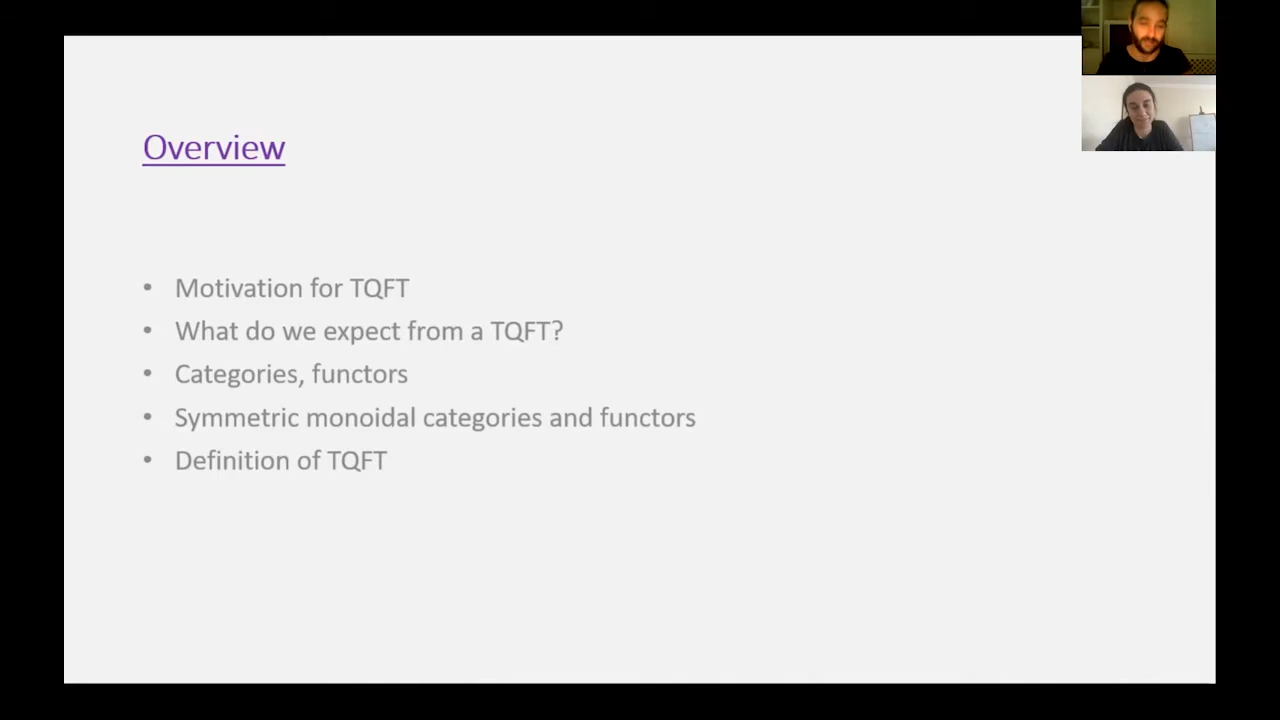 Overview
• Motivation for TQFT
• What do we expect from a TQFT?
• Categories, functors
• Symmetric monoidal categories and functors
• Definition of TQFT